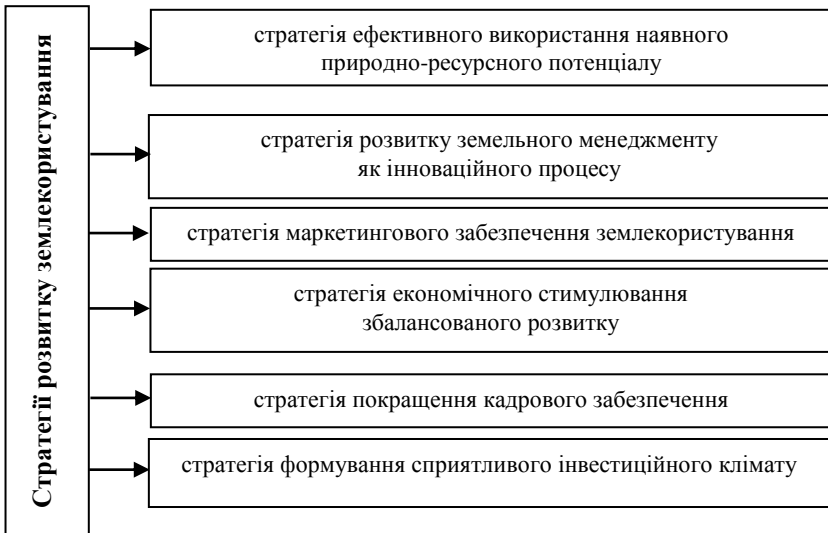 Стратегії розвитку землекористування
стратегія ефективного використання наявного
природно-ресурсного потенціалу
стратегія розвитку земельного менеджменту
як інноваційного процесу
стратегія маркетингового забезпечення землекористування
стратегія економічного стимулювання
збалансованого розвитку
стратегія покращення кадрового забезпечення
стратегія формування сприятливого інвестиційного клімату